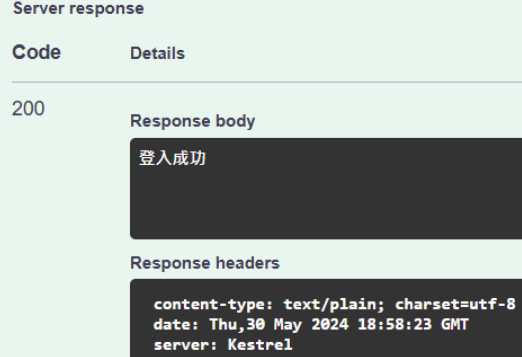 Server response
Code Details
200
Response body
登入成功
Response headers
content-type: text/plain; charset=utf-8
date: Thu,30 May 2024 18:58:23 GMT
server: Kestrel